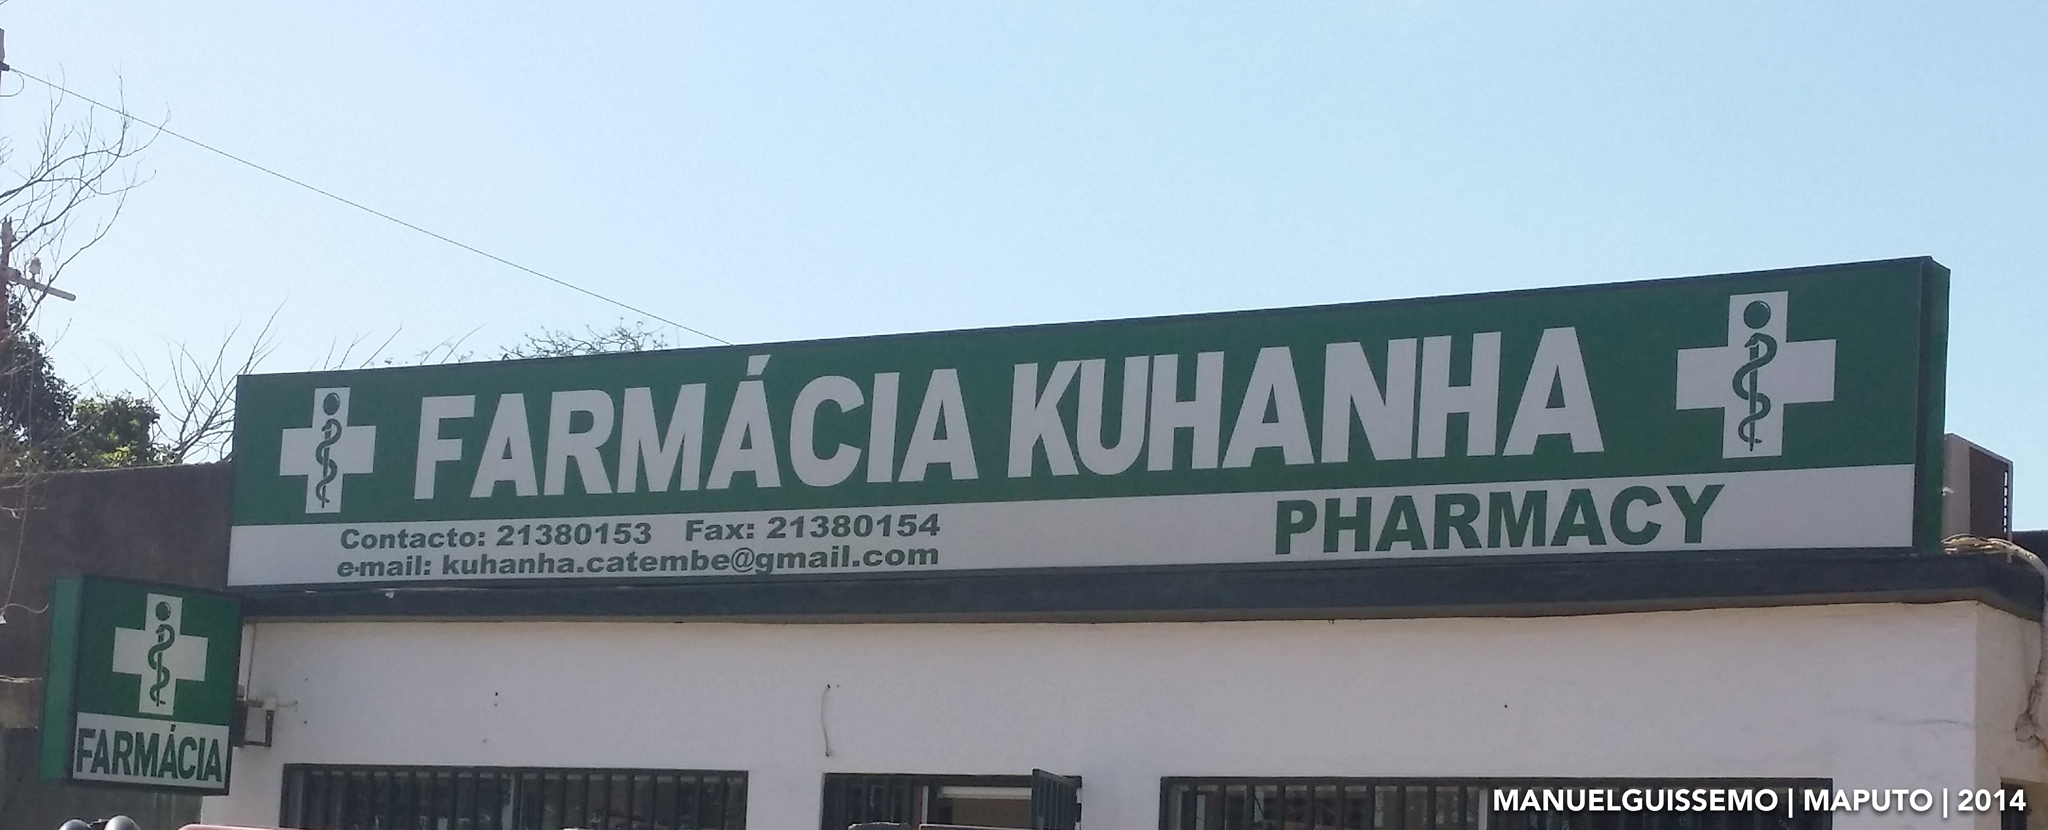 FARMÁCIA KUHANHA
Contacto: 21380153 Fax: 21380154
e-mail: kuhanha.catembe@gmail.com
PHARMACY
FARMÁCIA
MANUELGUISSEMO | MAPUTO | 2014